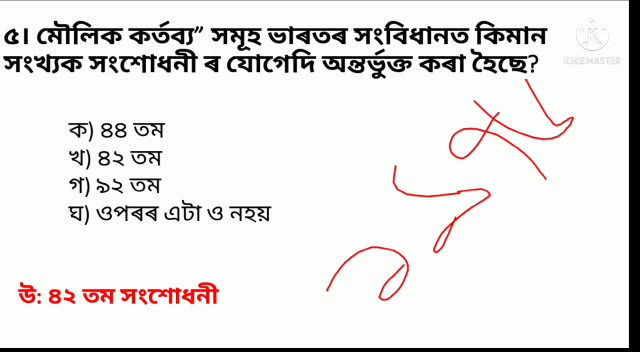 ৫। মৌলিক কৰ্তব্য” সমূহ ভাৰতৰ সংবিধানত কিমান
সংখ্যক সংশোধনী ৰ যোগেদি অন্তৰ্ভুক্ত কৰা হৈছে?
KINEMASTER
ক) ৪৪ তম
খ) ৪২ তম
গ) ৯২ তম
ঘ) ওপৰৰ এটা ও নহয়
উ: ৪২ তম সংশোধনী